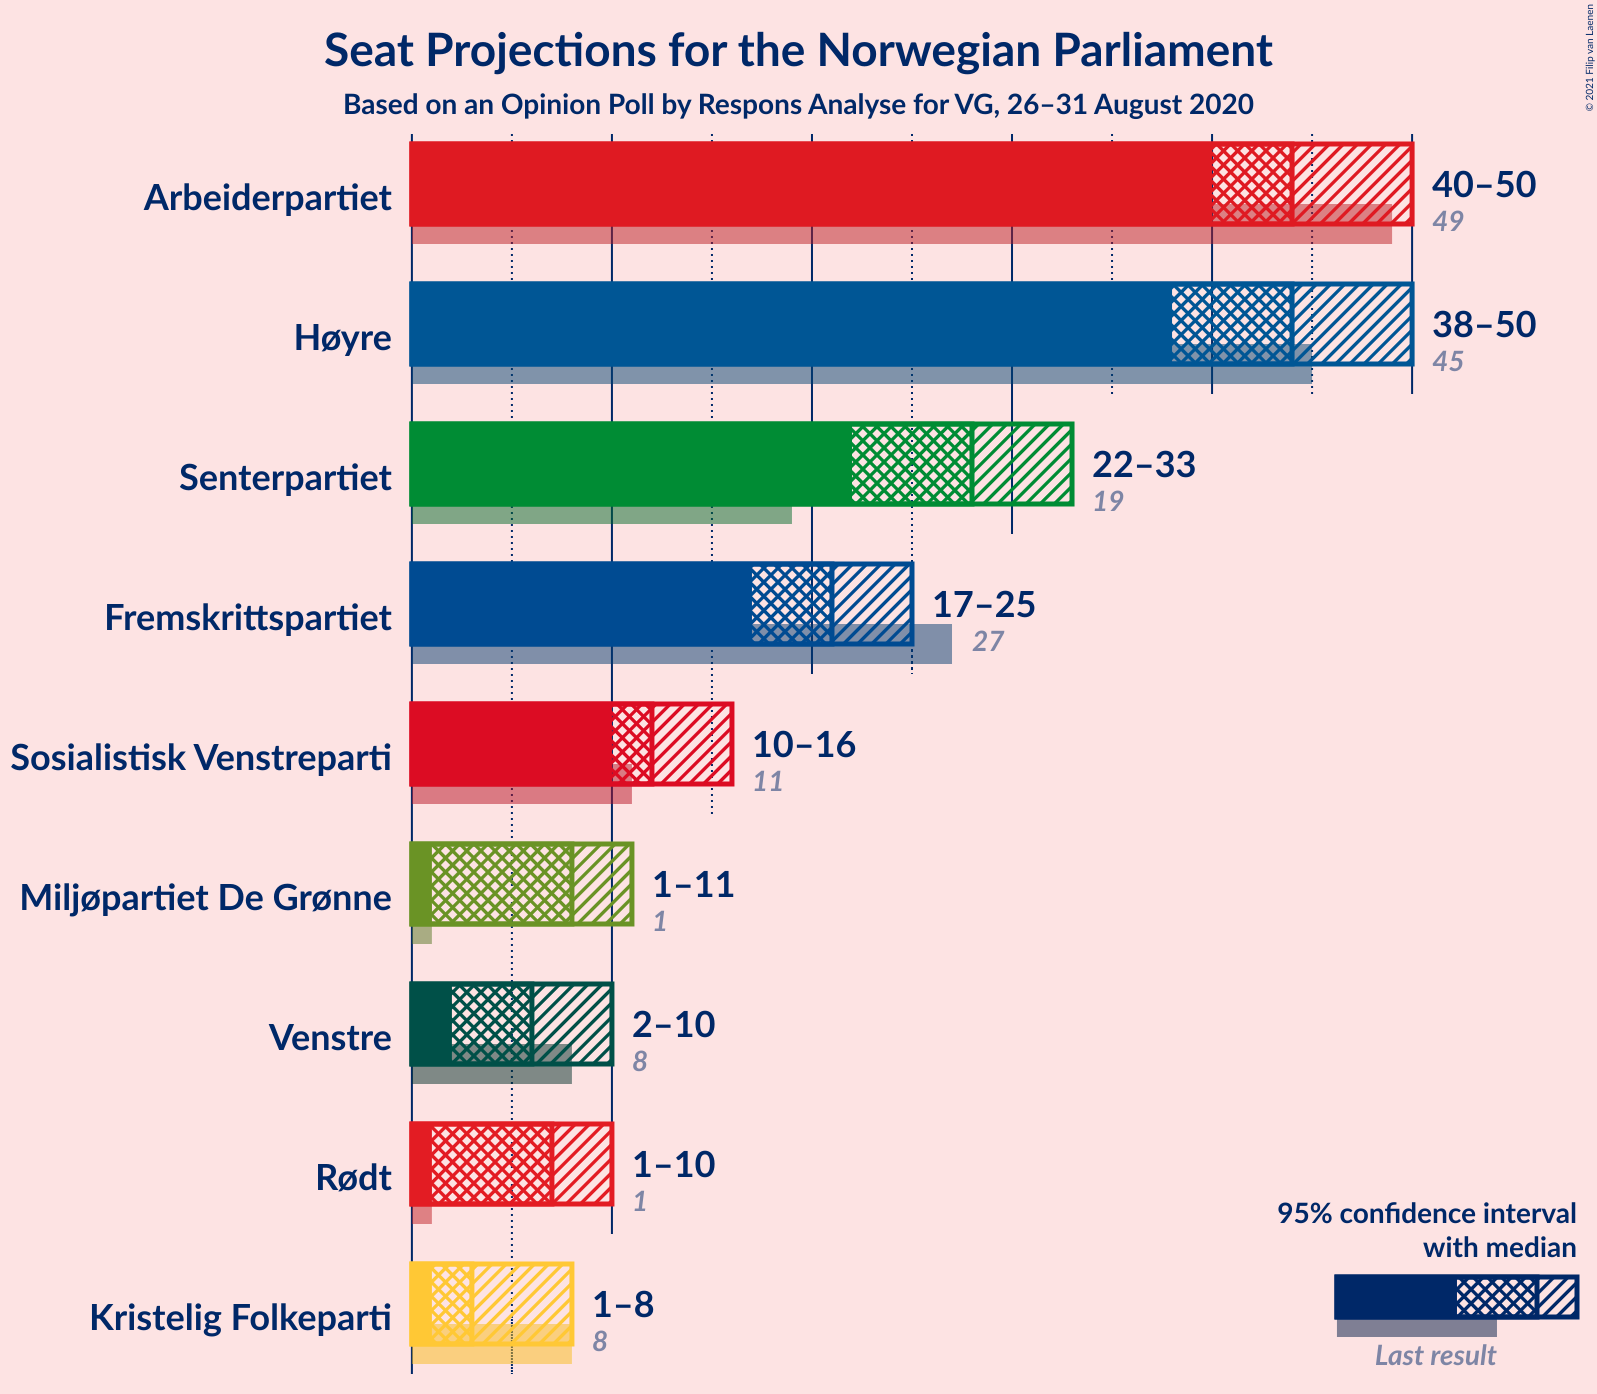 Seat Projections for the Norwegian Parliament
Based on an Opinion Poll by Respons Analyse for VG, 26–31 August 2020
© 2021 Filip van Laenen
Arbeiderpartiet
40–50
49
Høyre
38–50
45
Senterpartiet
22–33
19
Fremskrittspartiet
17–25
27
Sosialistisk Venstreparti
10–16
11
Miljøpartiet De Grønne
1–11
1
Venstre
2–10
8
Rødt
1–10
1
Kristelig Folkeparti
1–8
8
95% confidence interval
with median
Last result